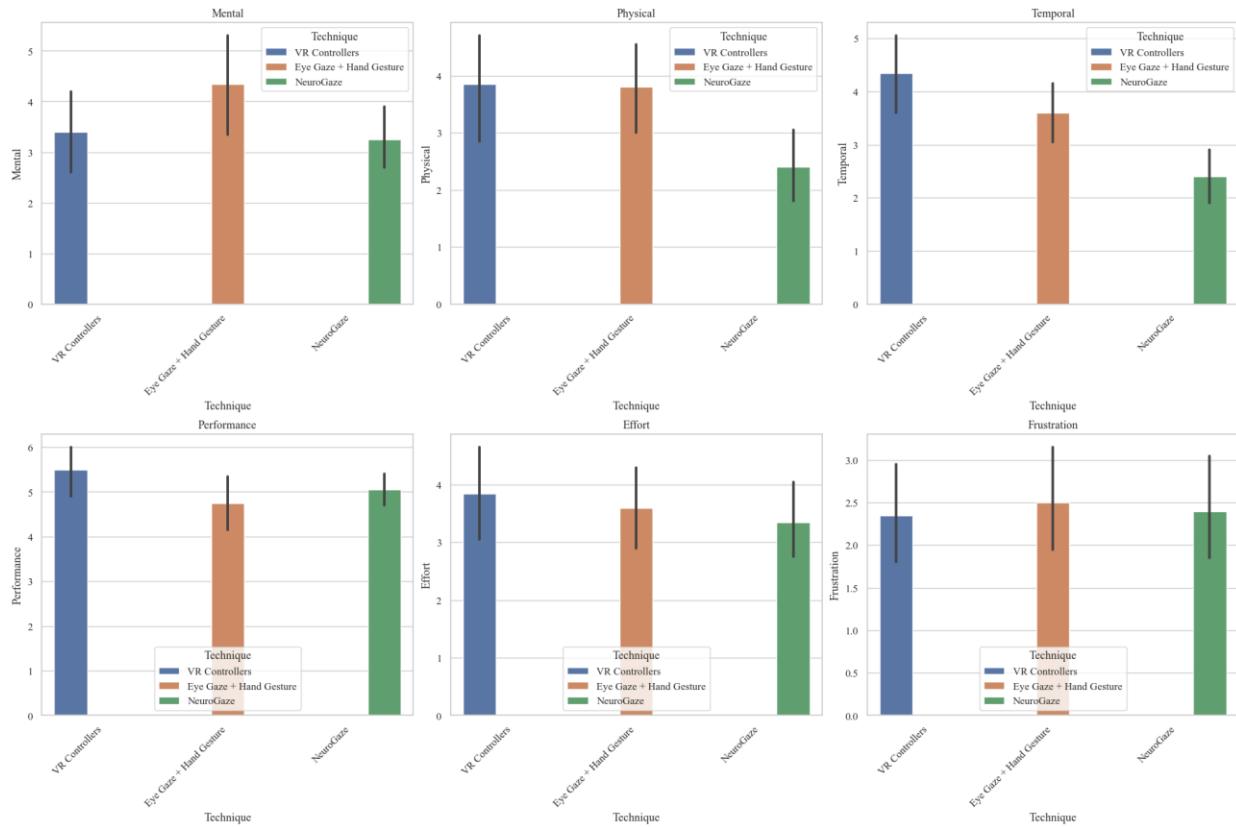 Mental
Technique
VR Controllers
Eye Gaze + Hand Gesture
NeuroGaze
5
4
3
2
1
0
Mental
VR Controllers
Eye Gaze + Hand Gesture
NeuroGaze
Technique
Physical
Technique
VR Controllers
Eye Gaze + Hand Gesture
NeuroGaze
4
3
2
1
0
Physical
VR Controllers
Eye Gaze + Hand Gesture
NeuroGaze
Technique
Temporal
Technique
VR Controllers
Eye Gaze + Hand Gesture
NeuroGaze
5
4
3
2
1
0
Temporal
VR Controllers
Eye Gaze + Hand Gesture
NeuroGaze
Technique
Performance
6
5
4
3
2
1
0
Performance
Technique
VR Controllers
Eye Gaze + Hand Gesture
NeuroGaze
VR Controllers
Eye Gaze + Hand Gesture
NeuroGaze
Technique
Effort
4
3
2
1
0
Effort
Technique
VR Controllers
Eye Gaze + Hand Gesture
NeuroGaze
VR Controllers
Eye Gaze + Hand Gesture
NeuroGaze
Technique
Frustration
3.0
2.5
2.0
1.5
1.0
0.5
0.0
Frustration
Technique
VR Controllers
Eye Gaze + Hand Gesture
NeuroGaze
VR Controllers
Eye Gaze + Hand Gesture
NeuroGaze
Technique